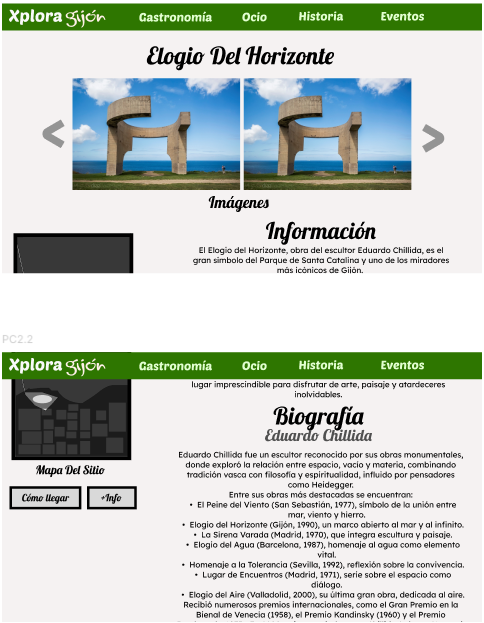 Xplora gijón Gastronomía Ocio Historia Eventos
Elogio Del Horizonte
< >
Imágenes
Información
El Elogio del Horizonte, obra del escultor Eduardo Chillida, es el
gran símbolo del Parque de Santa Catalina y uno de los miradores
más icónicos de Gijón.
PC2.2
Xplora gijón Gastronomía Ocio Historia Eventos
lugar imprescindible para disfrutar de arte, paisaje y atardeceres
inolvidables.
Biografía
Eduardo Chillida
Mapa Del Sitio
Cómo llegar +Info
Eduardo Chillida fue un escultor reconocido por sus obras monumentales,
donde exploró la relación entre espacio, vacío y materia, combinando
tradición vasca con filosofía y espiritualidad, influido por pensadores
como Heidegger.
Entre sus obras más destacadas se encuentran:
• El Peine del Viento (San Sebastián, 1977), símbolo de la unión entre
mar, viento y hierro.
• Elogio del Horizonte (Gijón, 1990), un marco abierto al mar y al infinito.
• La Sirena Varada (Madrid, 1970), que integra escultura y paisaje.
• Elogio del Agua (Barcelona, 1987), homenaje al agua como elemento
vital.
• Homenaje a la Tolerancia (Sevilla, 1992), reflexión sobre la convivencia.
• Lugar de Encuentros (Madrid, 1971), serie sobre el espacio como
diálogo.
• Elogio del Aire (Valladolid, 2000), su última gran obra, dedicada al aire.
Recibió numerosos premios internacionales, como el Gran Premio en la
Bienal de Venecia (1958), el Premio Kandinsky (1960) y el Premio